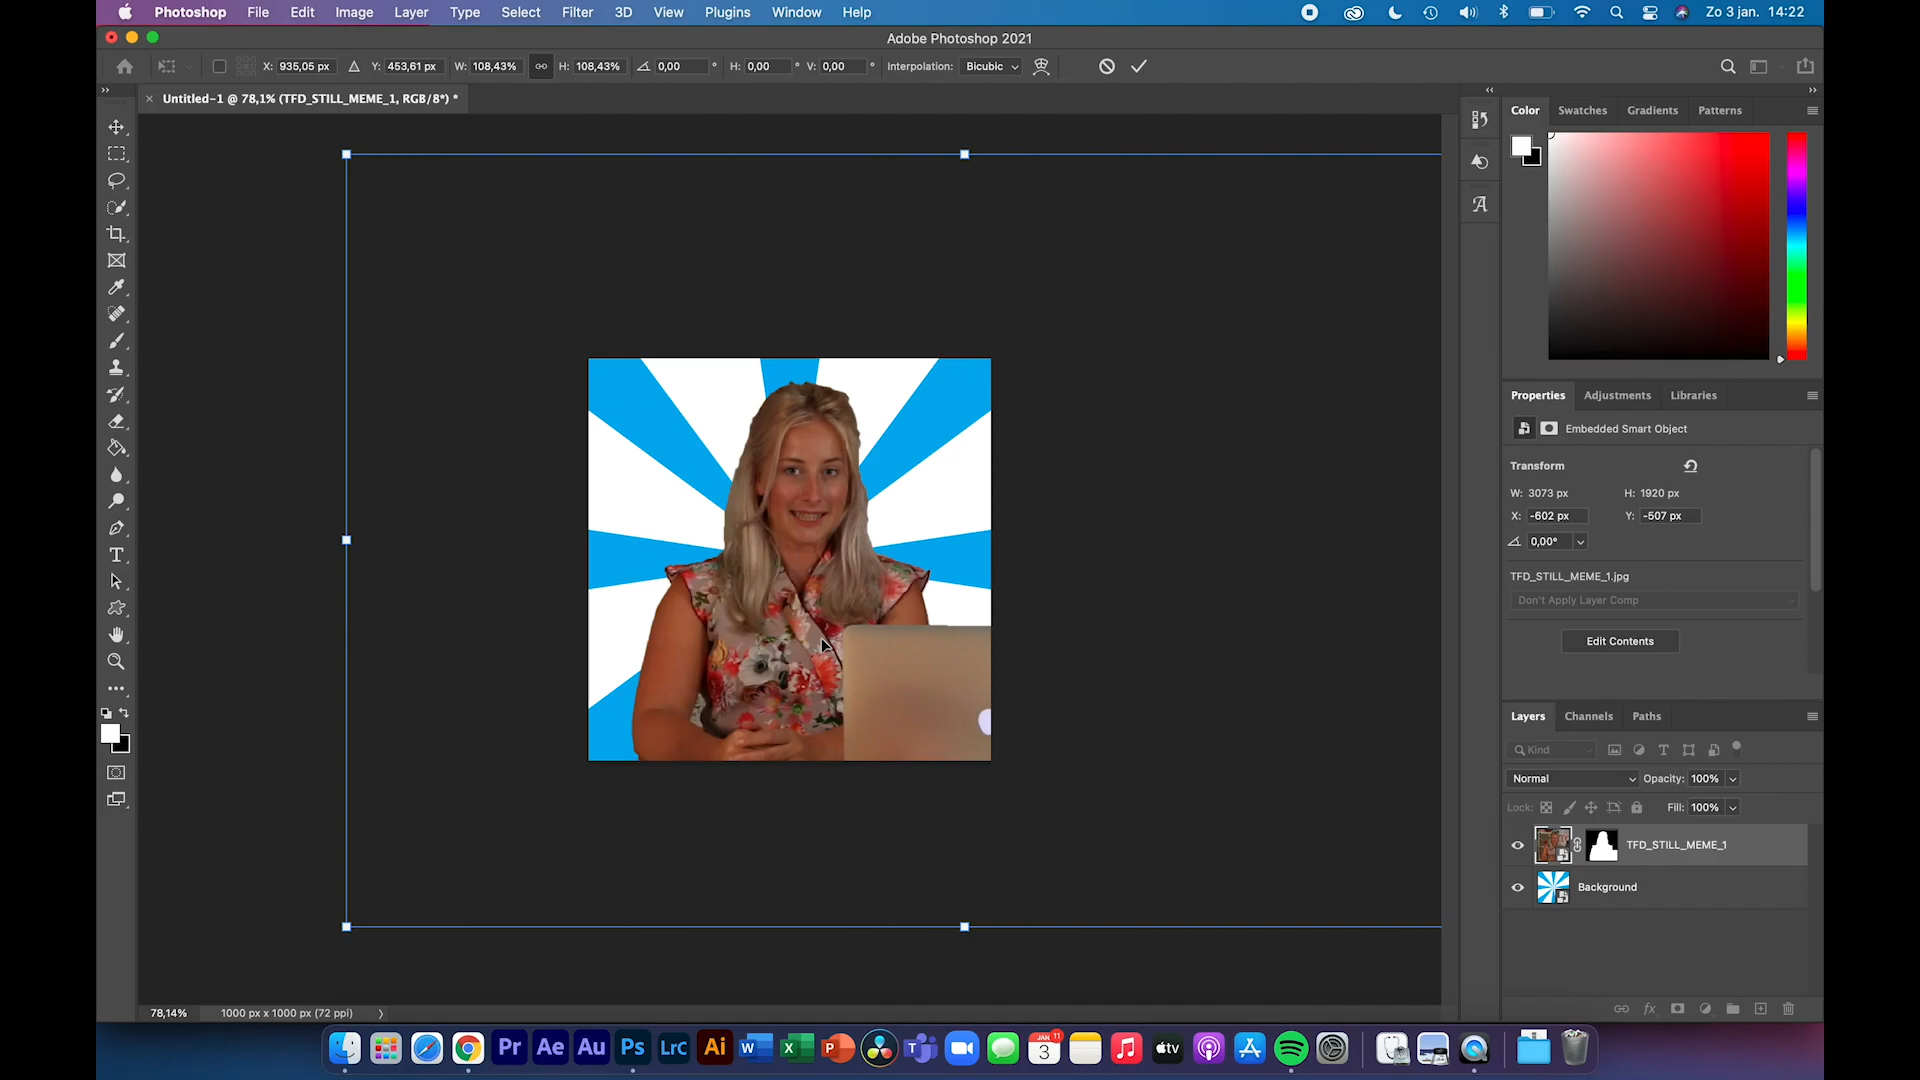 Photoshop File Edit Image Layer Type Select Filter 3D View Plugins Window Help Zo 3 jan. 14:22
Adobe Photoshop 2021
X: 935,05 px Y: 453,61 px W: 108,43% H: 108,43% 0,00 ° H: 0,00 ° V: 0,00 ° Interpolation: Bicubic
Untitled-1 @ 78,1% (TFD_STILL_MEME_1, RGB/8*) *
Color Swatches Gradients Patterns
Properties Adjustments Libraries
Embedded Smart Object
Transform
W: 3073 px H: 1920 px
X: -602 px Y: -507 px
0,00°
TFD_STILL_MEME_1.jpg
Don't Apply Layer Comp
Edit Contents
Layers Channels Paths
Kind
Normal Opacity: 100%
Lock: Fill: 100%
TFD_STILL_MEME_1
Background
fx
78,14% 1000 px x 1000 px (72 ppi)
Pr Ae Au Ps Lrc Ai W X P T JAN 3 11 tv